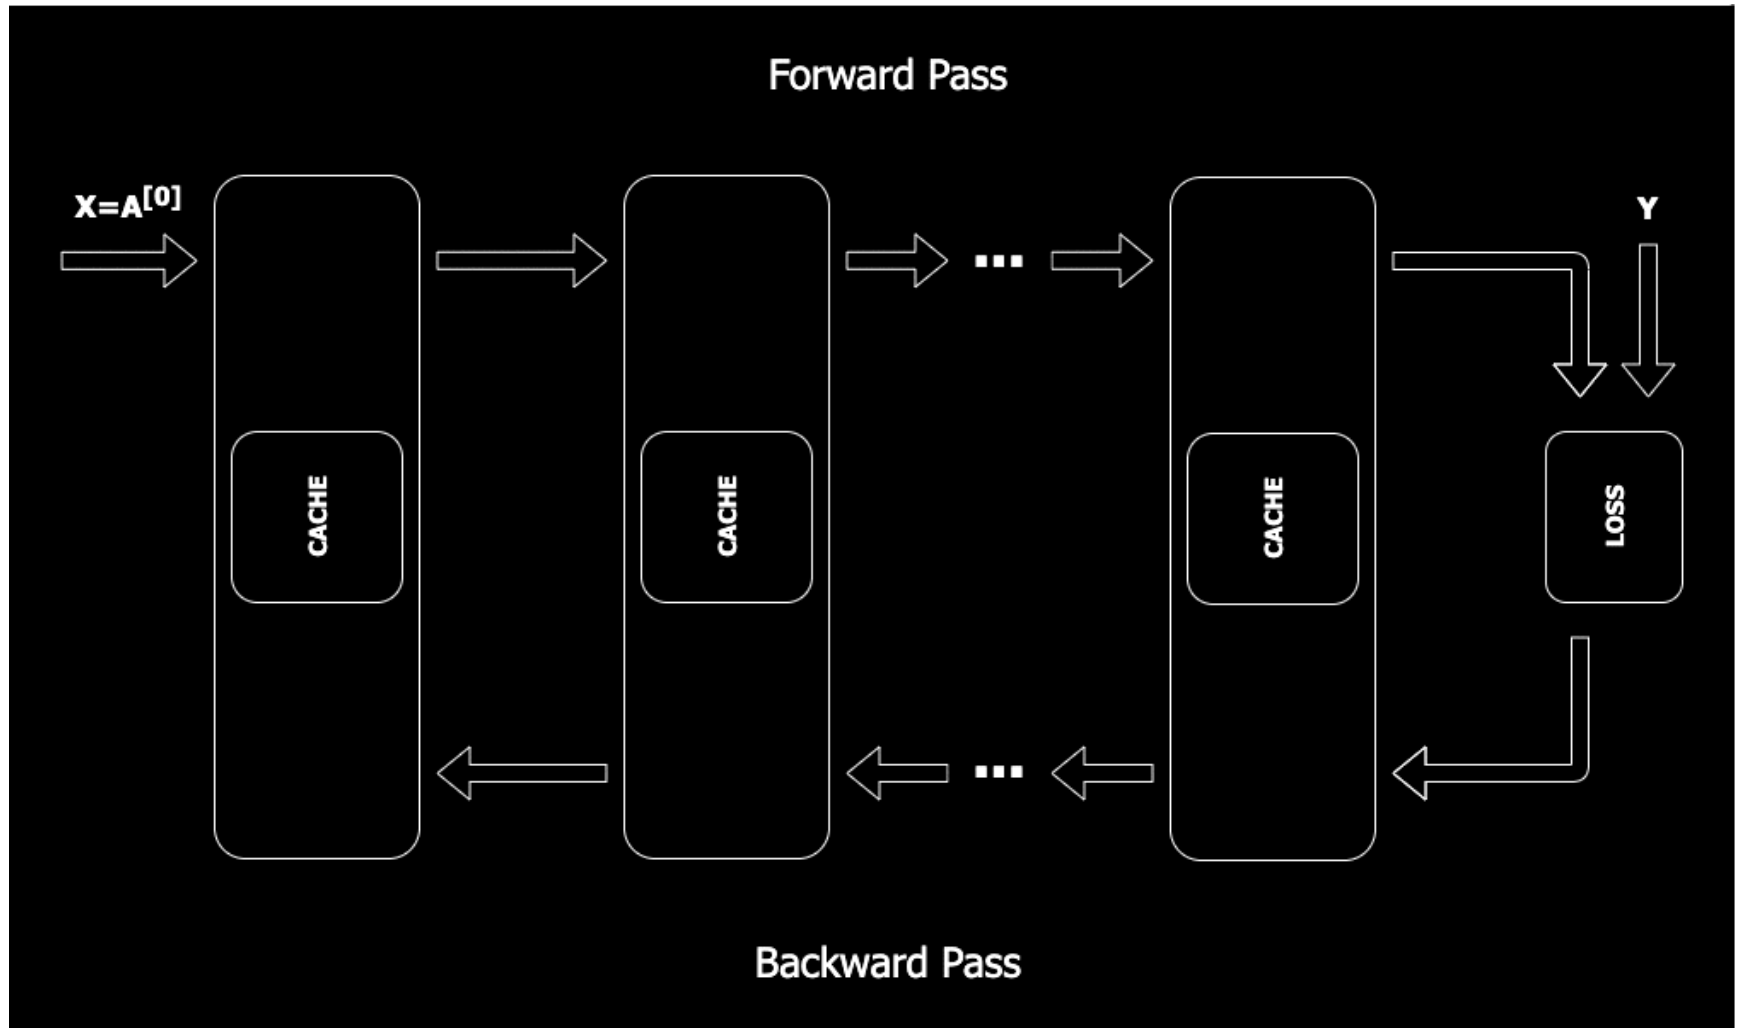 Forward Pass
X=A[0]
Y
...
CACHE
CACHE
CACHE
LOSS
...
Backward Pass